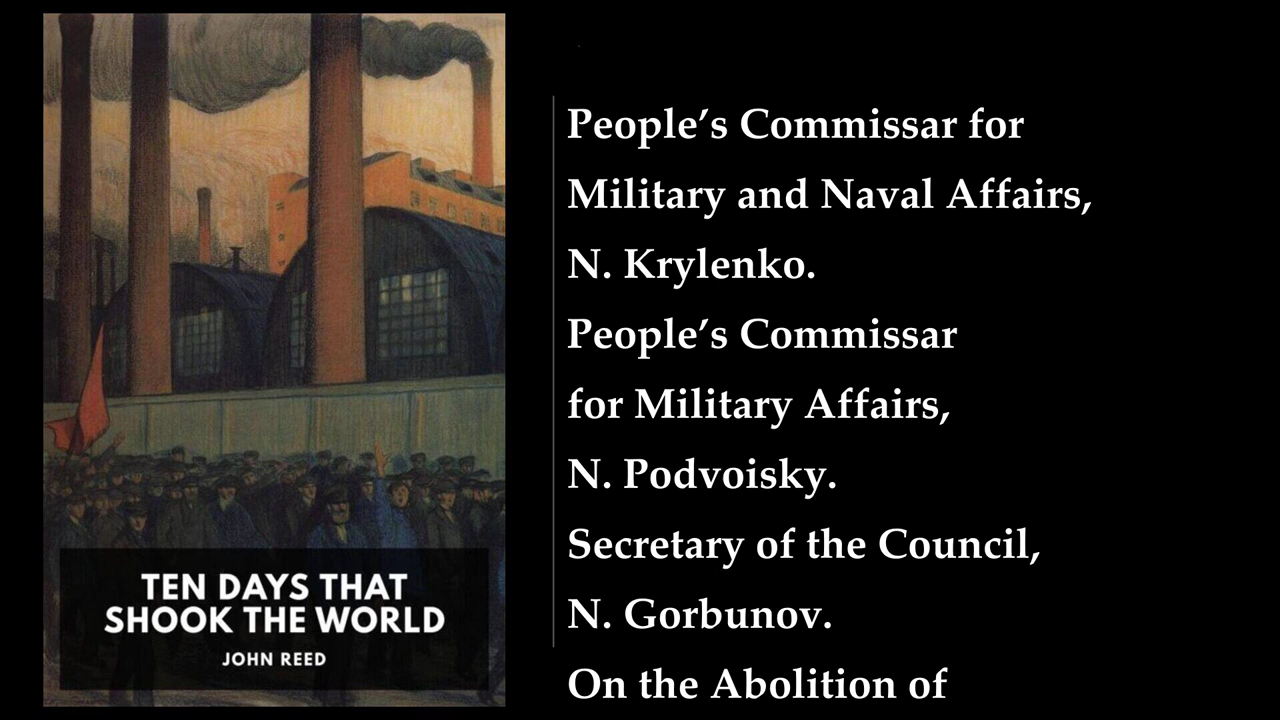 TEN DAYS THAT
SHOOK THE WORLD
JOHN REED
People’s Commissar for
Military and Naval Affairs,
N. Krylenko.
People’s Commissar
for Military Affairs,
N. Podvoisky.
Secretary of the Council,
N. Gorbunov.
On the Abolition of